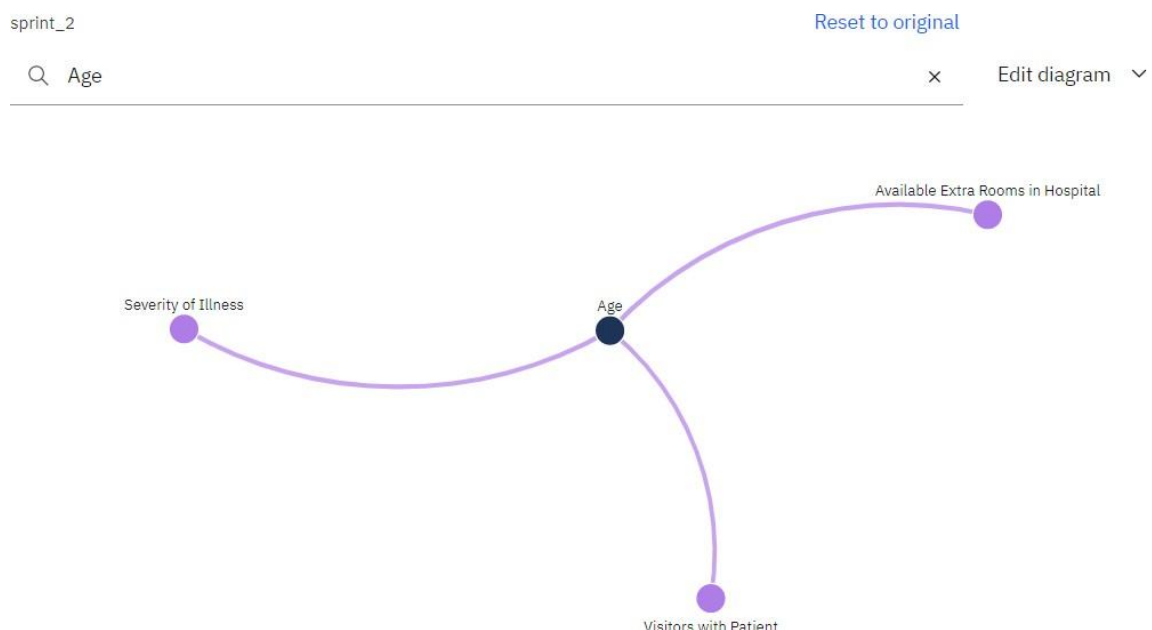 sprint_2
Reset to original
Age
Edit diagram
Available Extra Rooms in Hospital
Severity of Illness
Age
Visitors with Patient